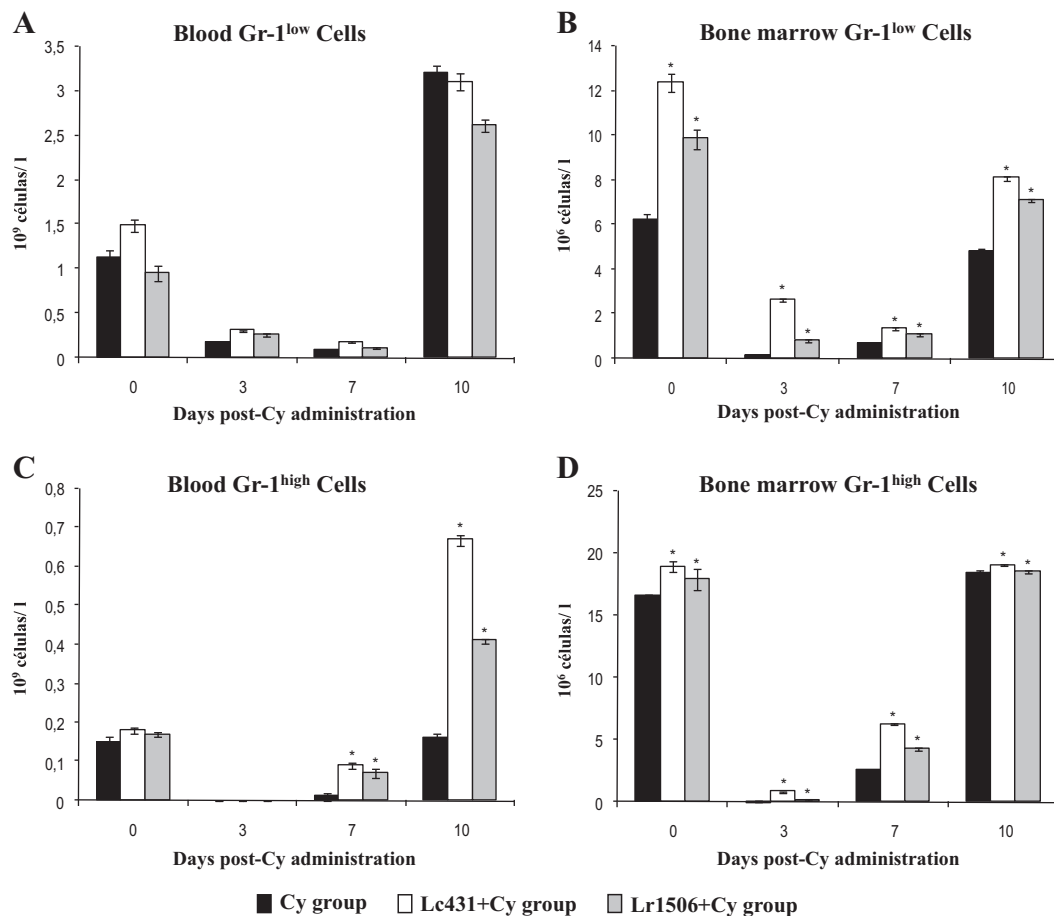 A
Blood Gr-1low Cells
3,5
3
2,5
2
1,5
1
0,5
0
10⁹ células/ l
0 3 7 10
Days post-Cy administration
B
Bone marrow Gr-1low Cells
14
12
10
8
6
4
2
0
10⁶ células/ l
* * * * * * * *
0 3 7 10
Days post-Cy administration
C
Blood Gr-1high Cells
0,8
0,7
0,6
0,5
0,4
0,3
0,2
0,1
0
10⁹ células/ l
* * * *
0 3 7 10
Days post-Cy administration
D
Bone marrow Gr-1high Cells
25
20
15
10
5
0
10⁶ células/ l
* * * * * * * *
0 3 7 10
Days post-Cy administration
Cy group Lc431+Cy group Lr1506+Cy group